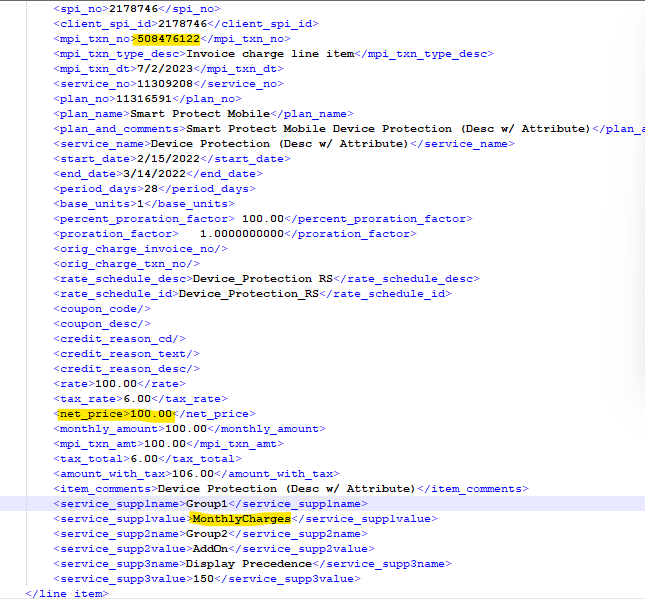 <spi_no>2178746</spi_no>
<client_spi_id>2178746</client_spi_id>
<mpi_txn_no>508476122</mpi_txn_no>
<mpi_txn_type_desc>Invoice charge line item</mpi_txn_type_desc>
<mpi_txn_dt>7/2/2023</mpi_txn_dt>
<service_no>11309208</service_no>
<plan_no>11316591</plan_no>
<plan_name>Smart Protect Mobile</plan_name>
<plan_and_comments>Smart Protect Mobile Device Protection (Desc w/ Attribute)</plan_a
<service_name>Device Protection (Desc w/ Attribute)</service_name>
<start_date>2/15/2022</start_date>
<end_date>3/14/2022</end_date>
<period_days>28</period_days>
<base_units>1</base_units>
<percent_proration_factor> 100.00</percent_proration_factor>
<proration_factor>   1.0000000000</proration_factor>
<orig_charge_invoice_no/>
<orig_charge_txn_no/>
<rate_schedule_desc>Device_Protection RS</rate_schedule_desc>
<rate_schedule_id>Device_Protection_RS</rate_schedule_id>
<coupon_code/>
<coupon_desc/>
<credit_reason_cd/>
<credit_reason_text/>
<credit_reason_desc/>
<rate>100.00</rate>
<tax_rate>6.00</tax_rate>
<net_price>100.00</net_price>
<monthly_amount>100.00</monthly_amount>
<mpi_txn_amt>100.00</mpi_txn_amt>
<tax_total>6.00</tax_total>
<amount_with_tax>106.00</amount_with_tax>
<item_comments>Device Protection (Desc w/ Attribute)</item_comments>
<service_supp1name>Group1</service_supp1name>
<service_supp1value>MonthlyCharges</service_supp1value>
<service_supp2name>Group2</service_supp2name>
<service_supp2value>AddOn</service_supp2value>
<service_supp3name>Display Precedence</service_supp3name>
<service_supp3value>150</service_supp3value>
</line_item>